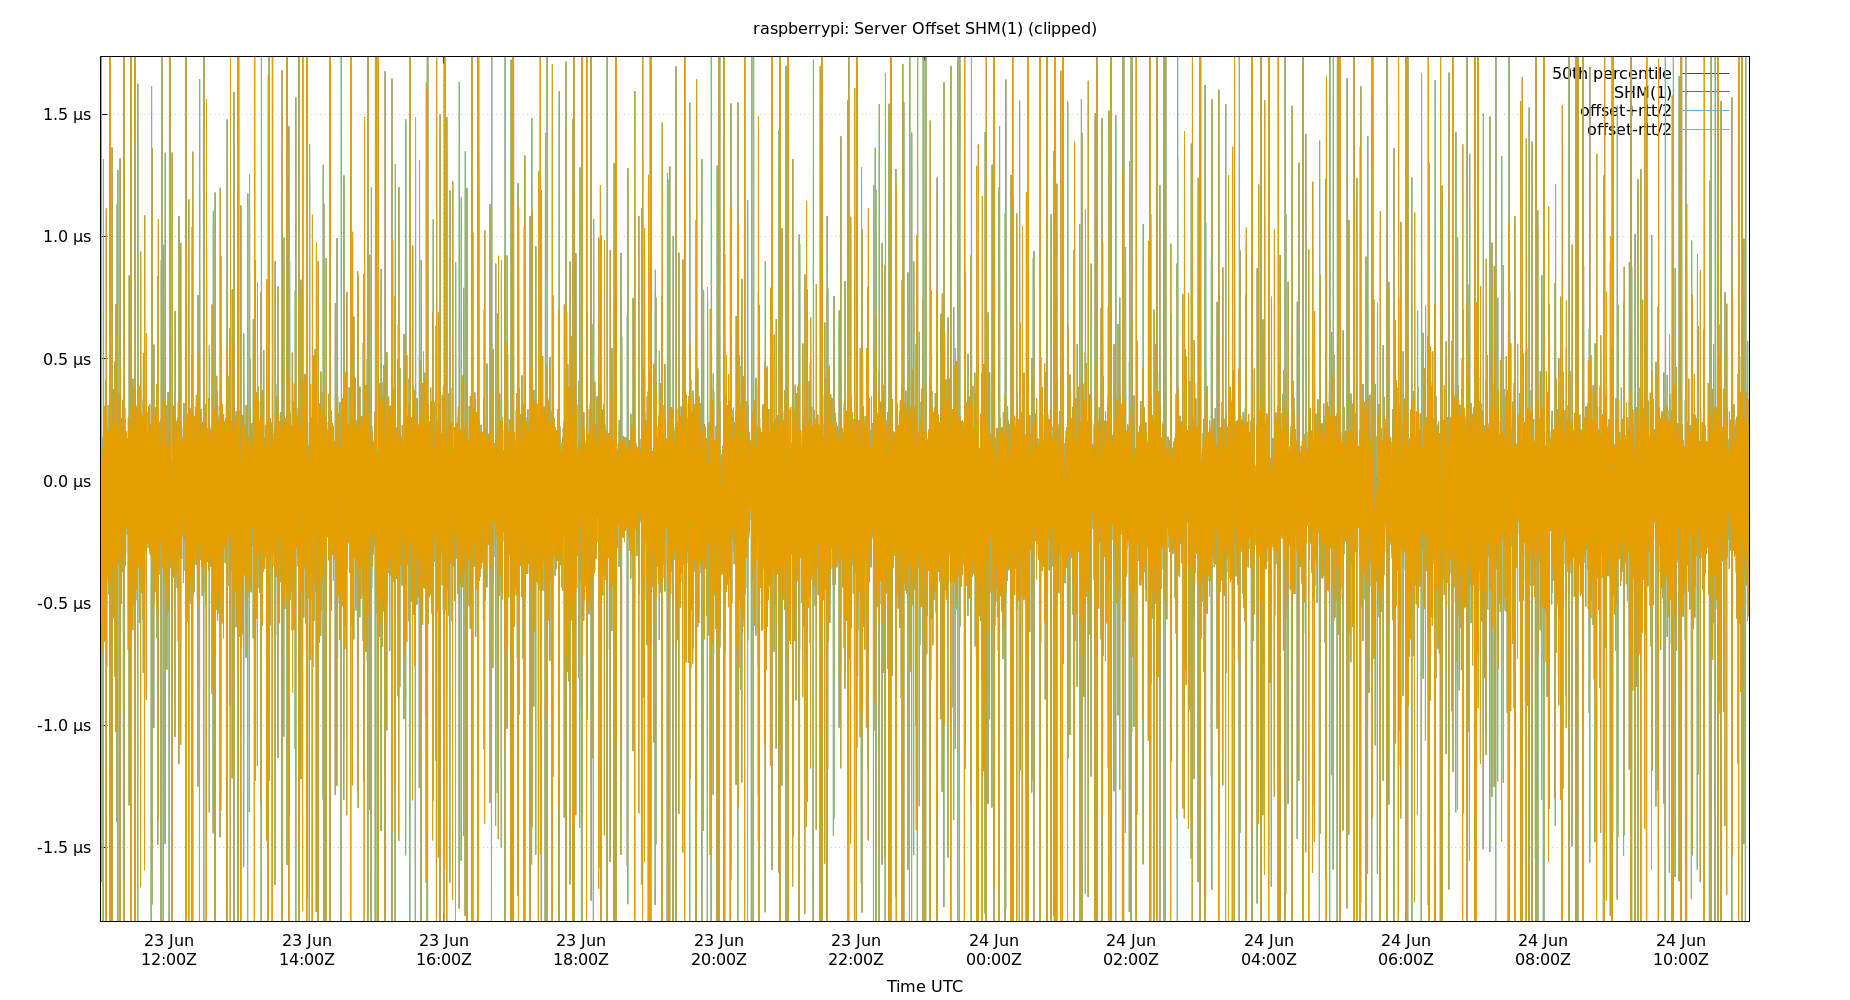 raspberrypi: Server Offset SHM(1) (clipped)
50th percentile
SHM(1)
offset+rtt/2
offset-rtt/2
1.5 µs
1.0 µs
0.5 µs
0.0 µs
-0.5 µs
-1.0 µs
-1.5 µs
23 Jun 23 Jun 23 Jun 23 Jun 23 Jun 23 Jun 24 Jun 24 Jun 24 Jun 24 Jun 24 Jun 24 Jun
12:00Z 14:00Z 16:00Z 18:00Z 20:00Z 22:00Z 00:00Z 02:00Z 04:00Z 06:00Z 08:00Z 10:00Z
Time UTC